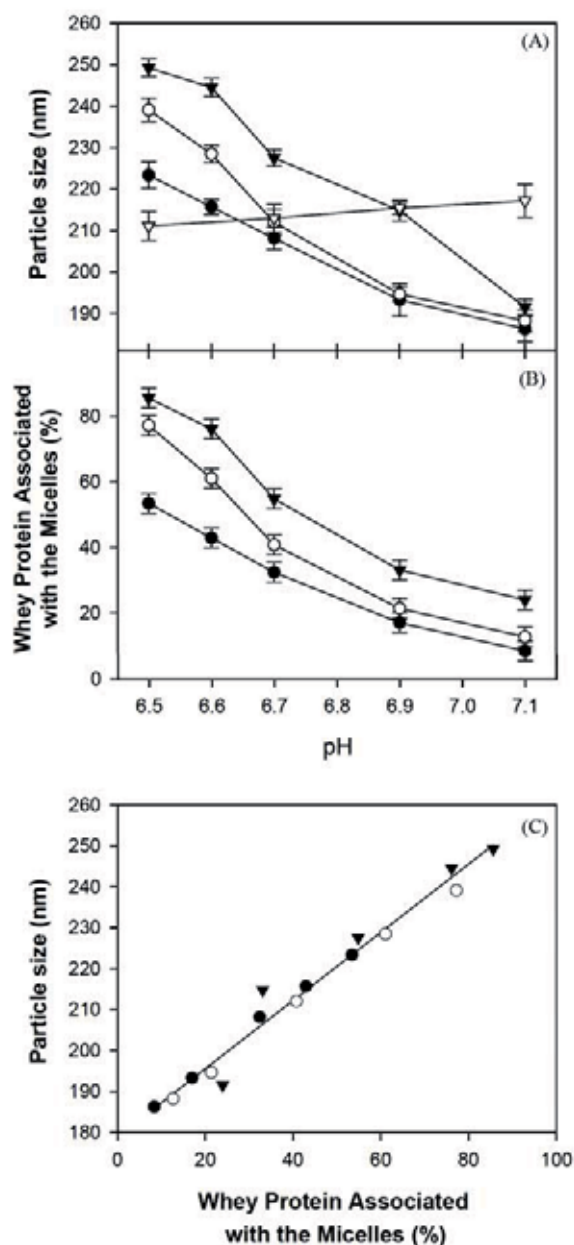 (A)
260
250
240
230
220
210
200
190
Particle size (nm)
(B)
80
60
40
20
0
Whey Protein Associated
with the Micelles (%)
6.5 6.6 6.7 6.8 6.9 7.0 7.1
pH
(C)
260
250
240
230
220
210
200
190
180
Particle size (nm)
0 20 40 60 80 100
Whey Protein Associated
with the Micelles (%)